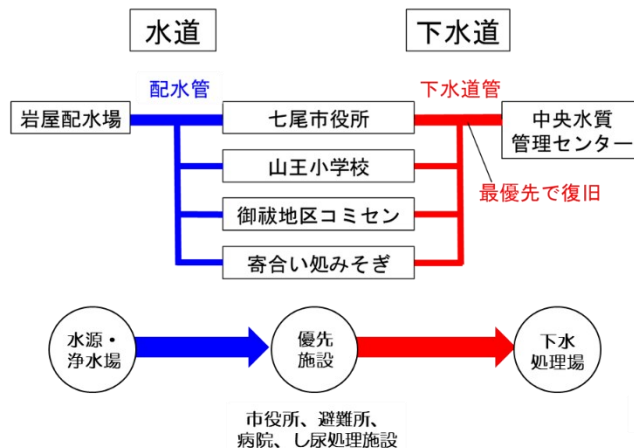 水道
下水道
配水管
下水道管
岩屋配水場
七尾市役所
中央水質
管理センター
山王小学校
最優先で復旧
御祓地区コミセン
寄合い処みそぎ
水源・
浄水場
優先
施設
下水
処理場
市役所、避難所、
病院、し尿処理施設